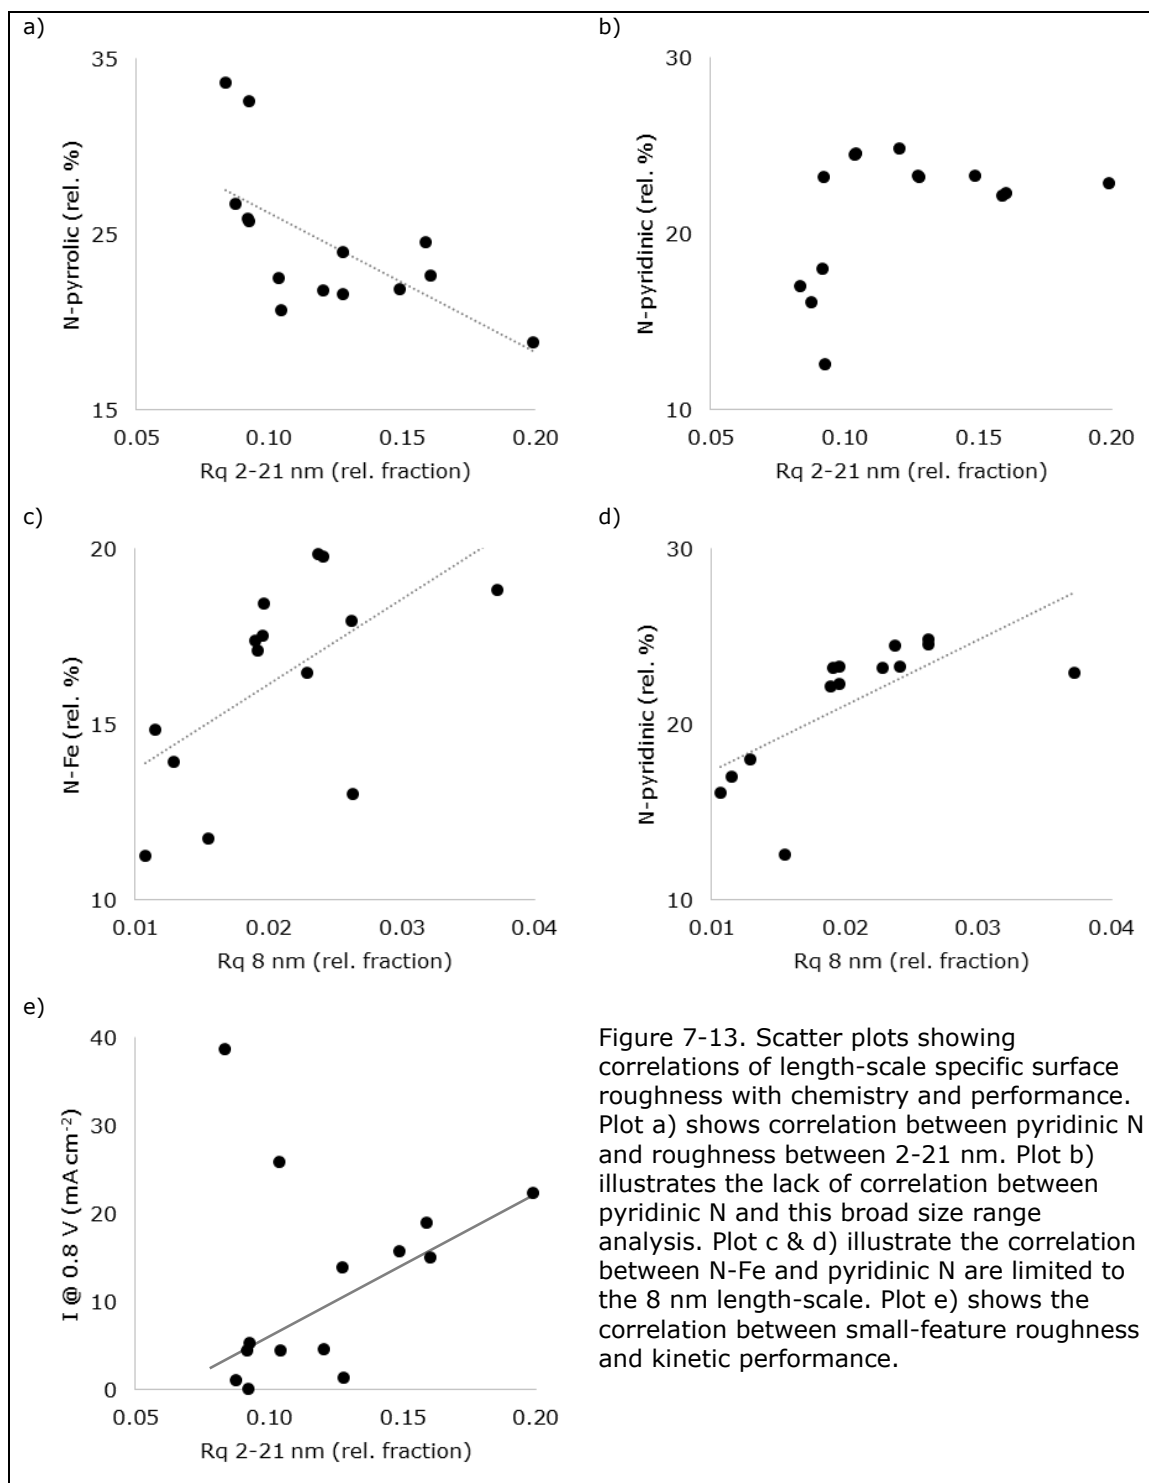 a)
35
25
15
N-pyrrolic (rel. %)
0.05 0.10 0.15 0.20
Rq 2-21 nm (rel. fraction)
b)
30
20
10
N-pyridinic (rel. %)
0.05 0.10 0.15 0.20
Rq 2-21 nm (rel. fraction)
c)
20
15
10
N-Fe (rel. %)
0.01 0.02 0.03 0.04
Rq 8 nm (rel. fraction)
d)
30
20
10
N-pyridinic (rel. %)
0.01 0.02 0.03 0.04
Rq 8 nm (rel. fraction)
e)
40
30
20
10
0
I @ 0.8 V (mA cm-2)
0.05 0.10 0.15 0.20
Rq 2-21 nm (rel. fraction)
Figure 7-13. Scatter plots showing
correlations of length-scale specific surface
roughness with chemistry and performance.
Plot a) shows correlation between pyridinic N
and roughness between 2-21 nm. Plot b)
illustrates the lack of correlation between
pyridinic N and this broad size range
analysis. Plot c & d) illustrate the correlation
between N-Fe and pyridinic N are limited to
the 8 nm length-scale. Plot e) shows the
correlation between small-feature roughness
and kinetic performance.